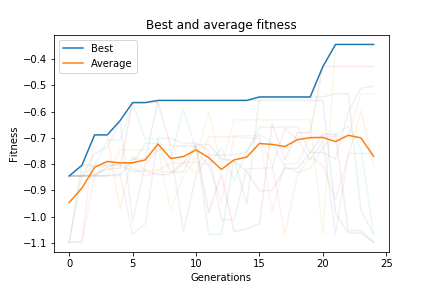 Best and average fitness
Best
Average
Fitness
−0.4
−0.5
−0.6
−0.7
−0.8
−0.9
−1.0
−1.1
0 5 10 15 20 25
Generations